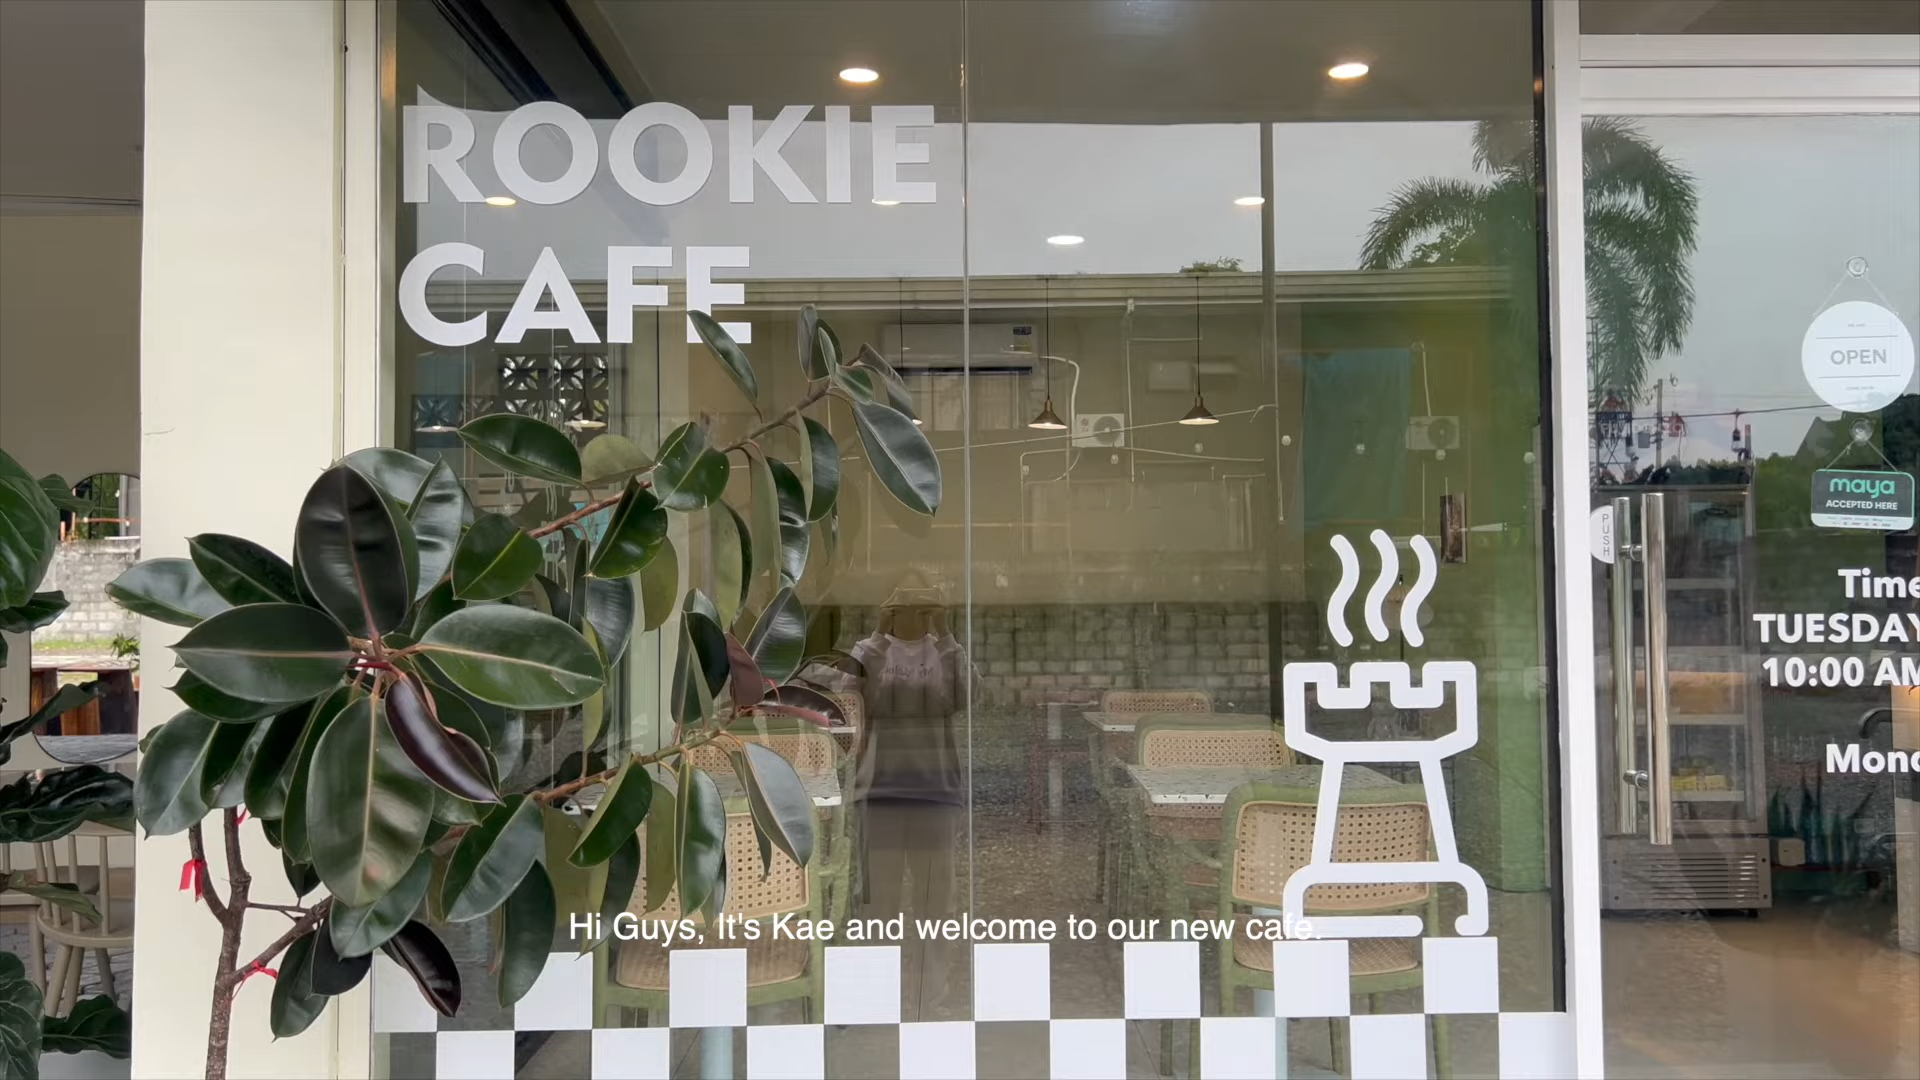 ROOKIE
CAFE
OPEN
maya
ACCEPTED HERE
PUSH
Time
TUESDAY
10:00 AM
Mond
Hi Guys, It's Kae and welcome to our new cafe.